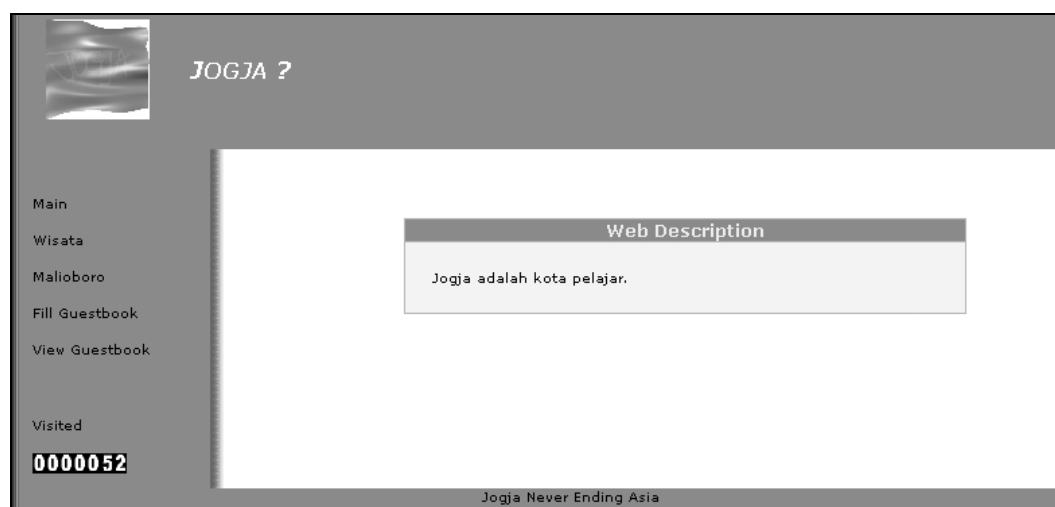 JOGJA ?
Main
Wisata
Malioboro
Fill Guestbook
View Guestbook
Visited
0000052
Web Description
Jogja adalah kota pelajar.
Jogja Never Ending Asia